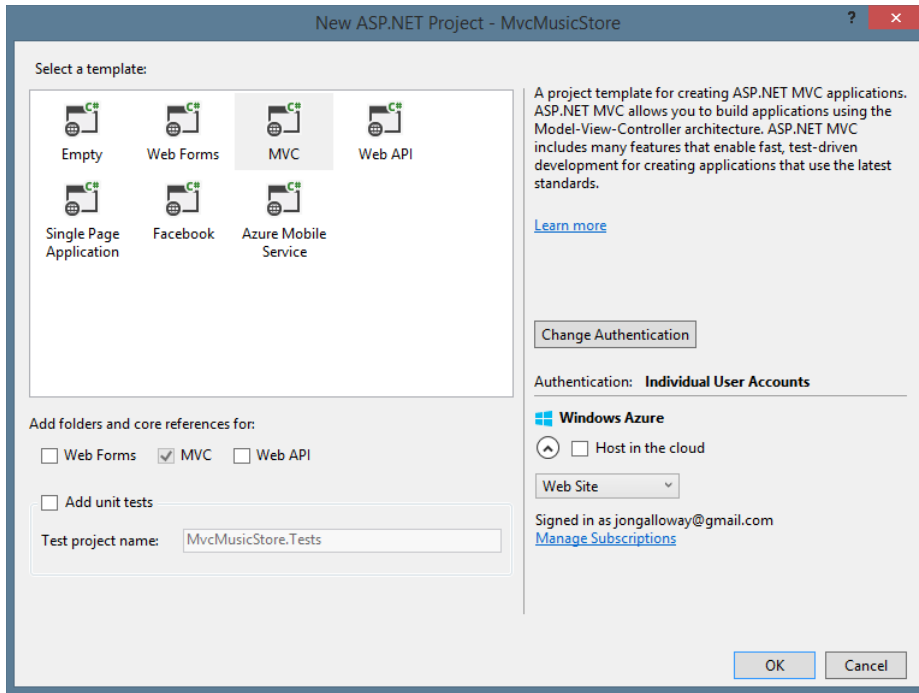 New ASP.NET Project - MvcMusicStore
?
Select a template:
C#
Empty
C#
Web Forms
C#
MVC
C#
Web API
C#
Single Page
Application
C#
Facebook
C#
Azure Mobile
Service
Add folders and core references for:
Web Forms
MVC
Web API
Add unit tests
Test project name:
MvcMusicStore.Tests
A project template for creating ASP.NET MVC applications.
ASP.NET MVC allows you to build applications using the
Model-View-Controller architecture. ASP.NET MVC
includes many features that enable fast, test-driven
development for creating applications that use the latest
standards.
Learn more
Change Authentication
Authentication: Individual User Accounts
Windows Azure
Host in the cloud
Web Site
Signed in as jongalloway@gmail.com
Manage Subscriptions
OK
Cancel